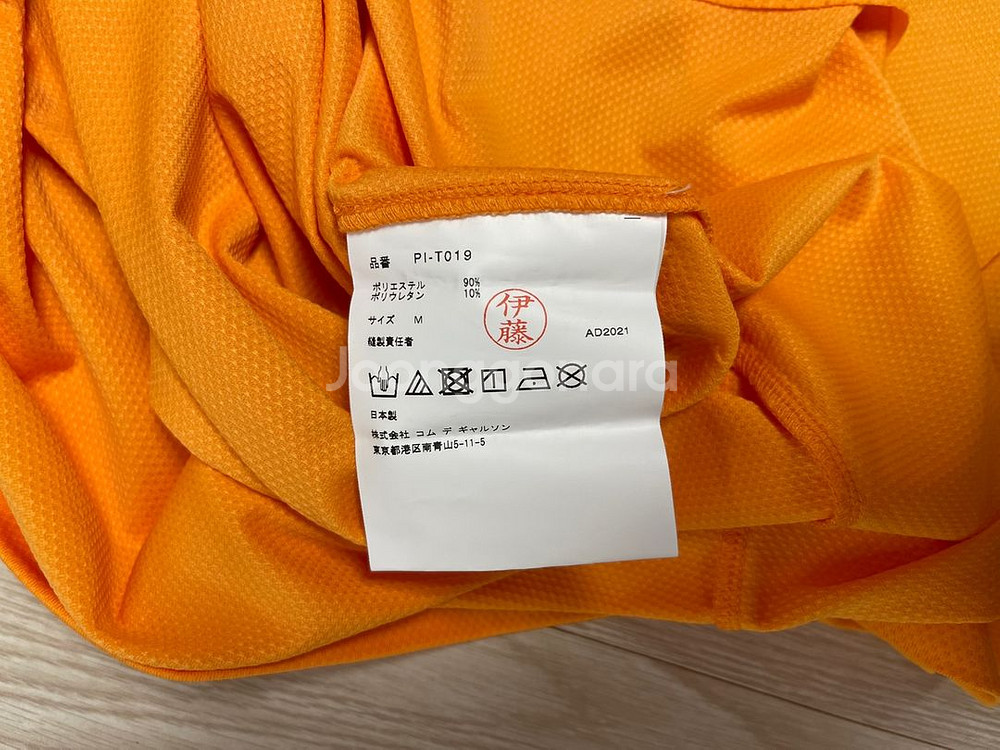 品番 PI-T019
ポリエステル 90%
ポリウレタン 10%
サイズ M
伊藤
縫製責任者
AD2021
Joonggonara
日本製
株式会社 コム デ ギャルソン
東京都港区南青山5-11-5